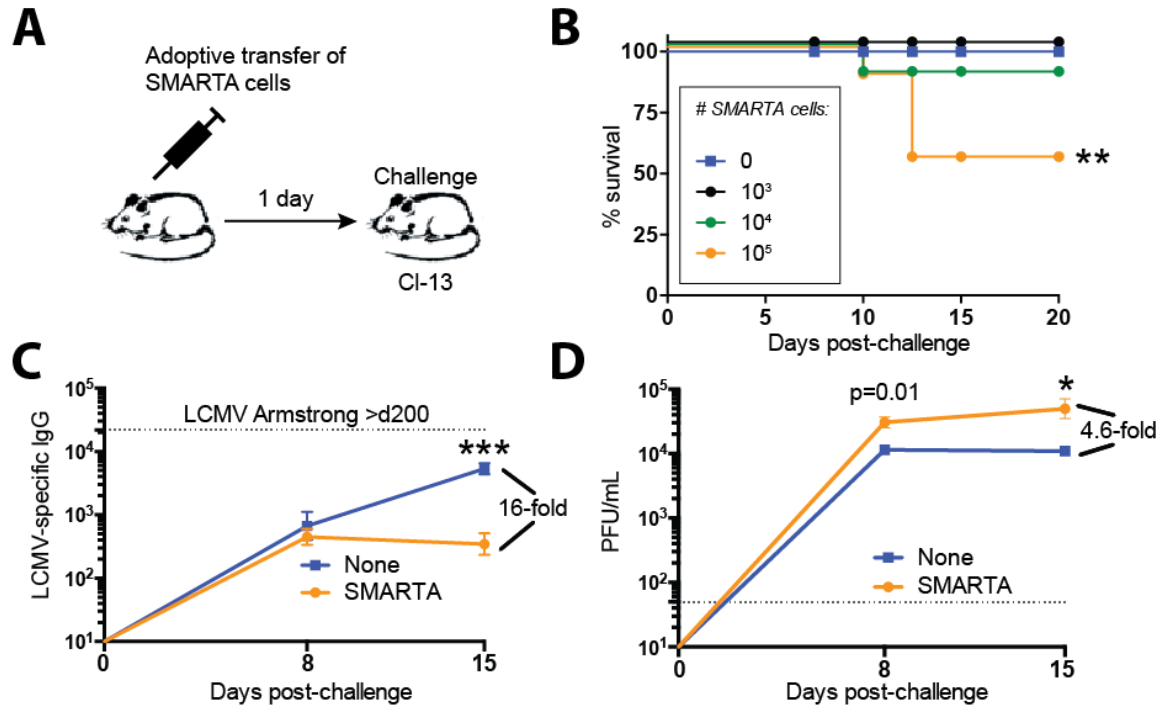 A
Adoptive transfer of
SMARTA cells
1 day
Challenge
Cl-13
B
% survival
100
75
50
25
0
# SMARTA cells:
0
10³
10⁴
10⁵
**
0 5 10 15 20
Days post-challenge
C
LCMV-specific IgG
10⁵
10⁴
10³
10²
10¹
LCMV Armstrong >d200
***
16-fold
None
SMARTA
0 8 15
Days post-challenge
D
PFU/mL
10⁵
10⁴
10³
10²
10¹
p=0.01
*
4.6-fold
None
SMARTA
0 8 15
Days post-challenge